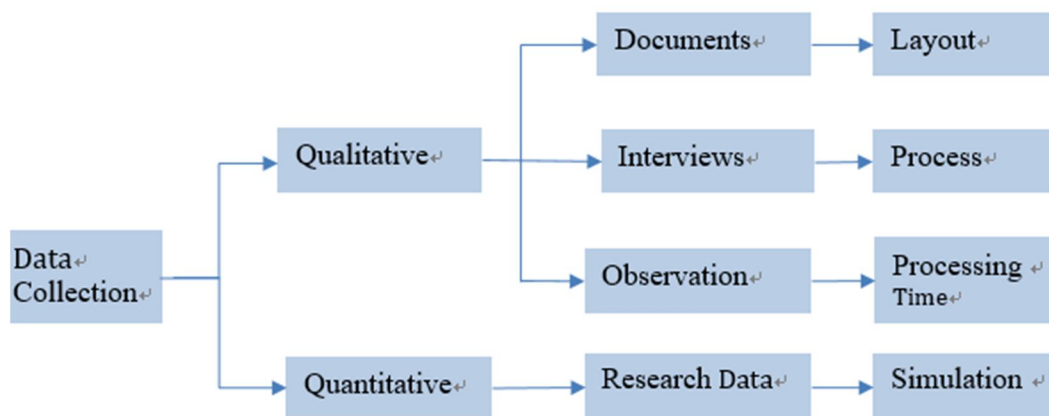 Documents
Layout
Qualitative
Interviews
Process
Data
Collection
Observation
Processing
Time
Quantitative
Research Data
Simulation